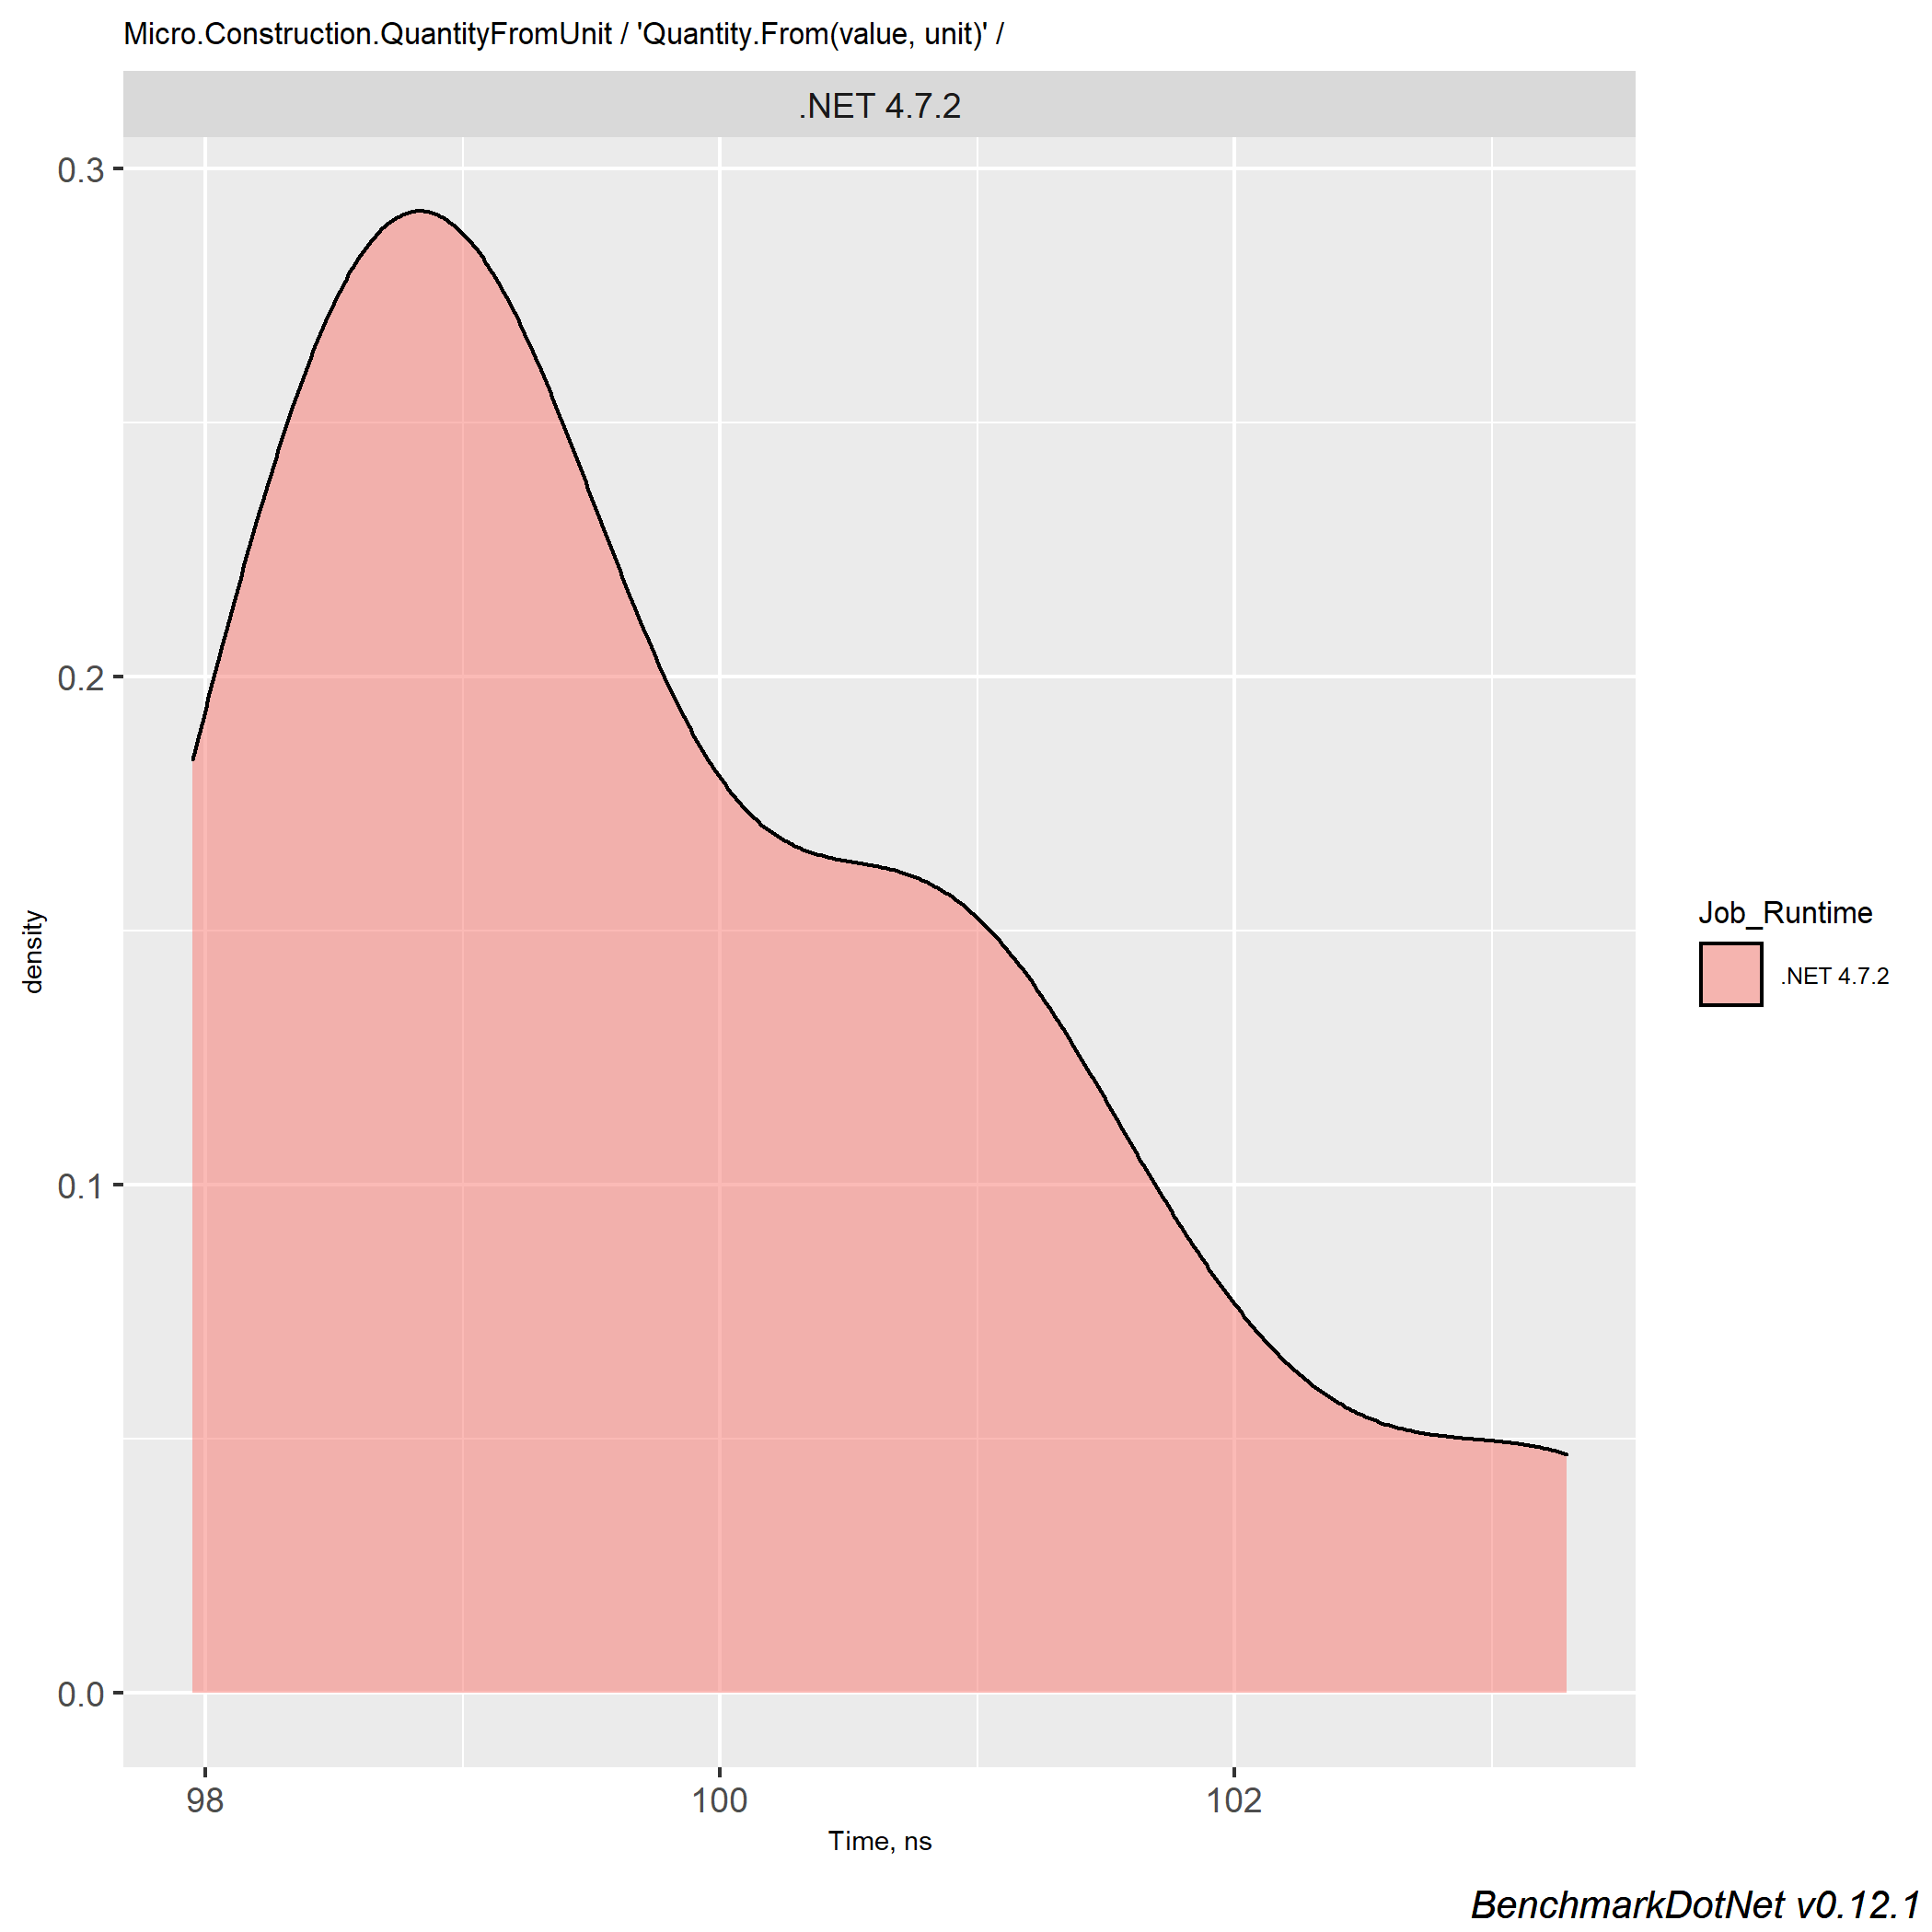 Micro.Construction.QuantityFromUnit / 'Quantity.From(value, unit)' /
.NET 4.7.2
0.3
0.2
0.1
0.0
density
98 100 102
Time, ns
Job_Runtime
.NET 4.7.2
BenchmarkDotNet v0.12.1